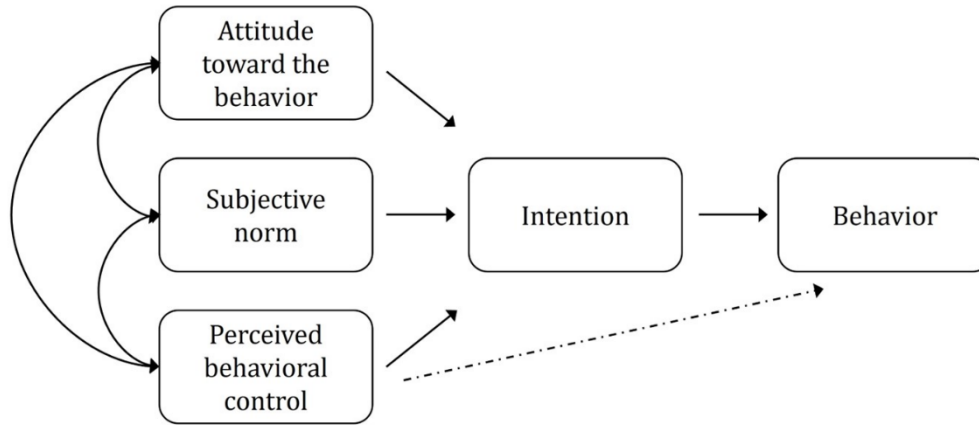 Attitude
toward the
behavior
Subjective
norm
Intention
Behavior
Perceived
behavioral
control